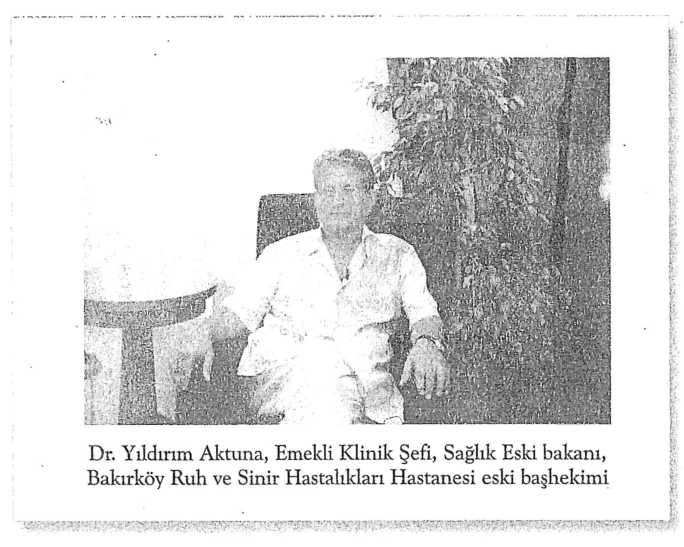 Dr. Yıldırım Aktuna, Emekli Klinik Şefi, Sağlık Eski bakanı,
Bakırköy Ruh ve Sinir Hastalıkları Hastanesi eski başhekimi